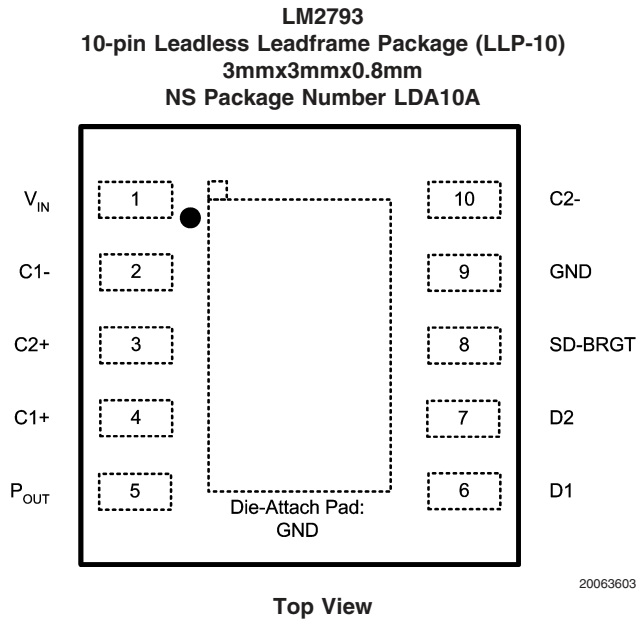 LM2793
10-pin Leadless Leadframe Package (LLP-10)
3mmx3mmx0.8mm
NS Package Number LDA10A
VIN 1 10 C2-
C1- 2 9 GND
C2+ 3 8 SD-BRGT
C1+ 4 7 D2
POUT 5 6 D1
Die-Attach Pad:
GND
20063603
Top View